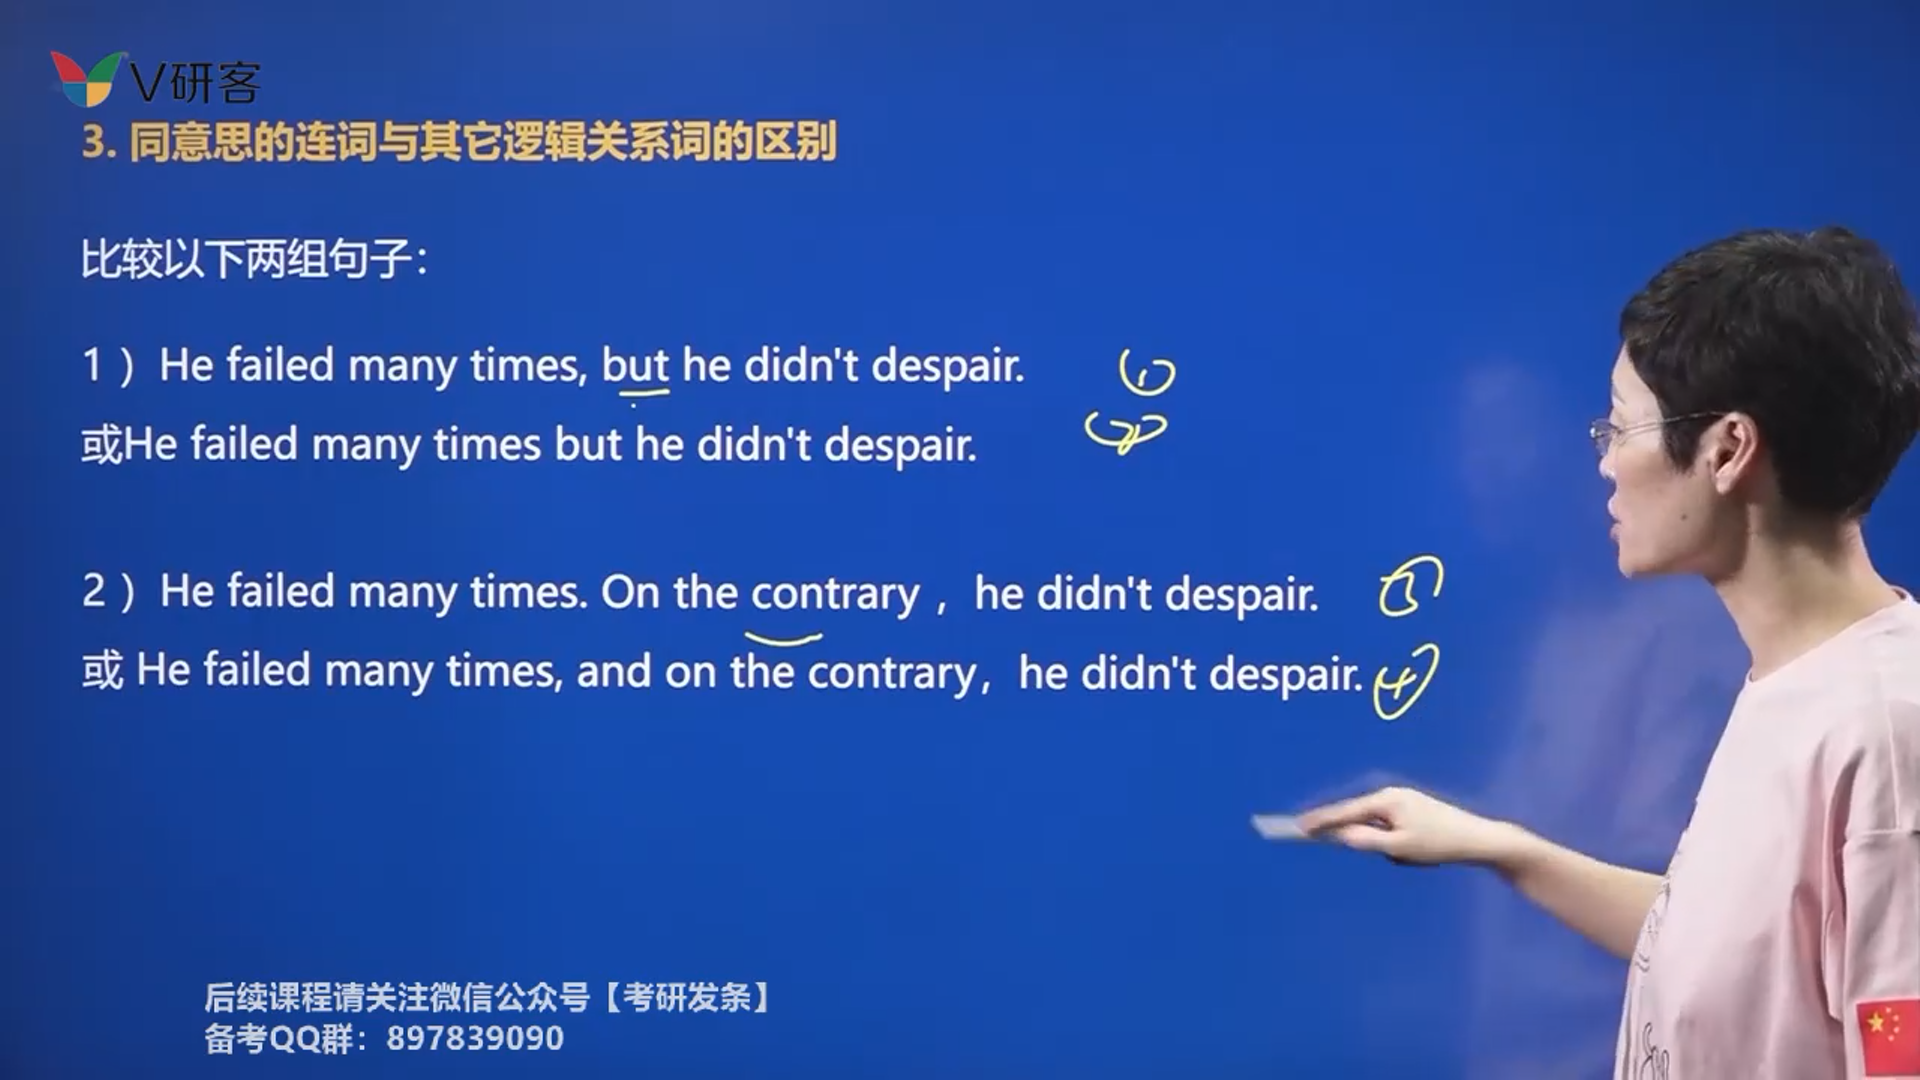 V研客
3. 同意思的连词与其它逻辑关系词的区别
比较以下两组句子：
1 ）He failed many times, but he didn't despair. ①
或He failed many times but he didn't despair. ②
2 ）He failed many times. On the contrary ，he didn't despair. ③
或 He failed many times, and on the contrary，he didn't despair. ④
后续课程请关注微信公众号【考研发条】
备考QQ群：897839090